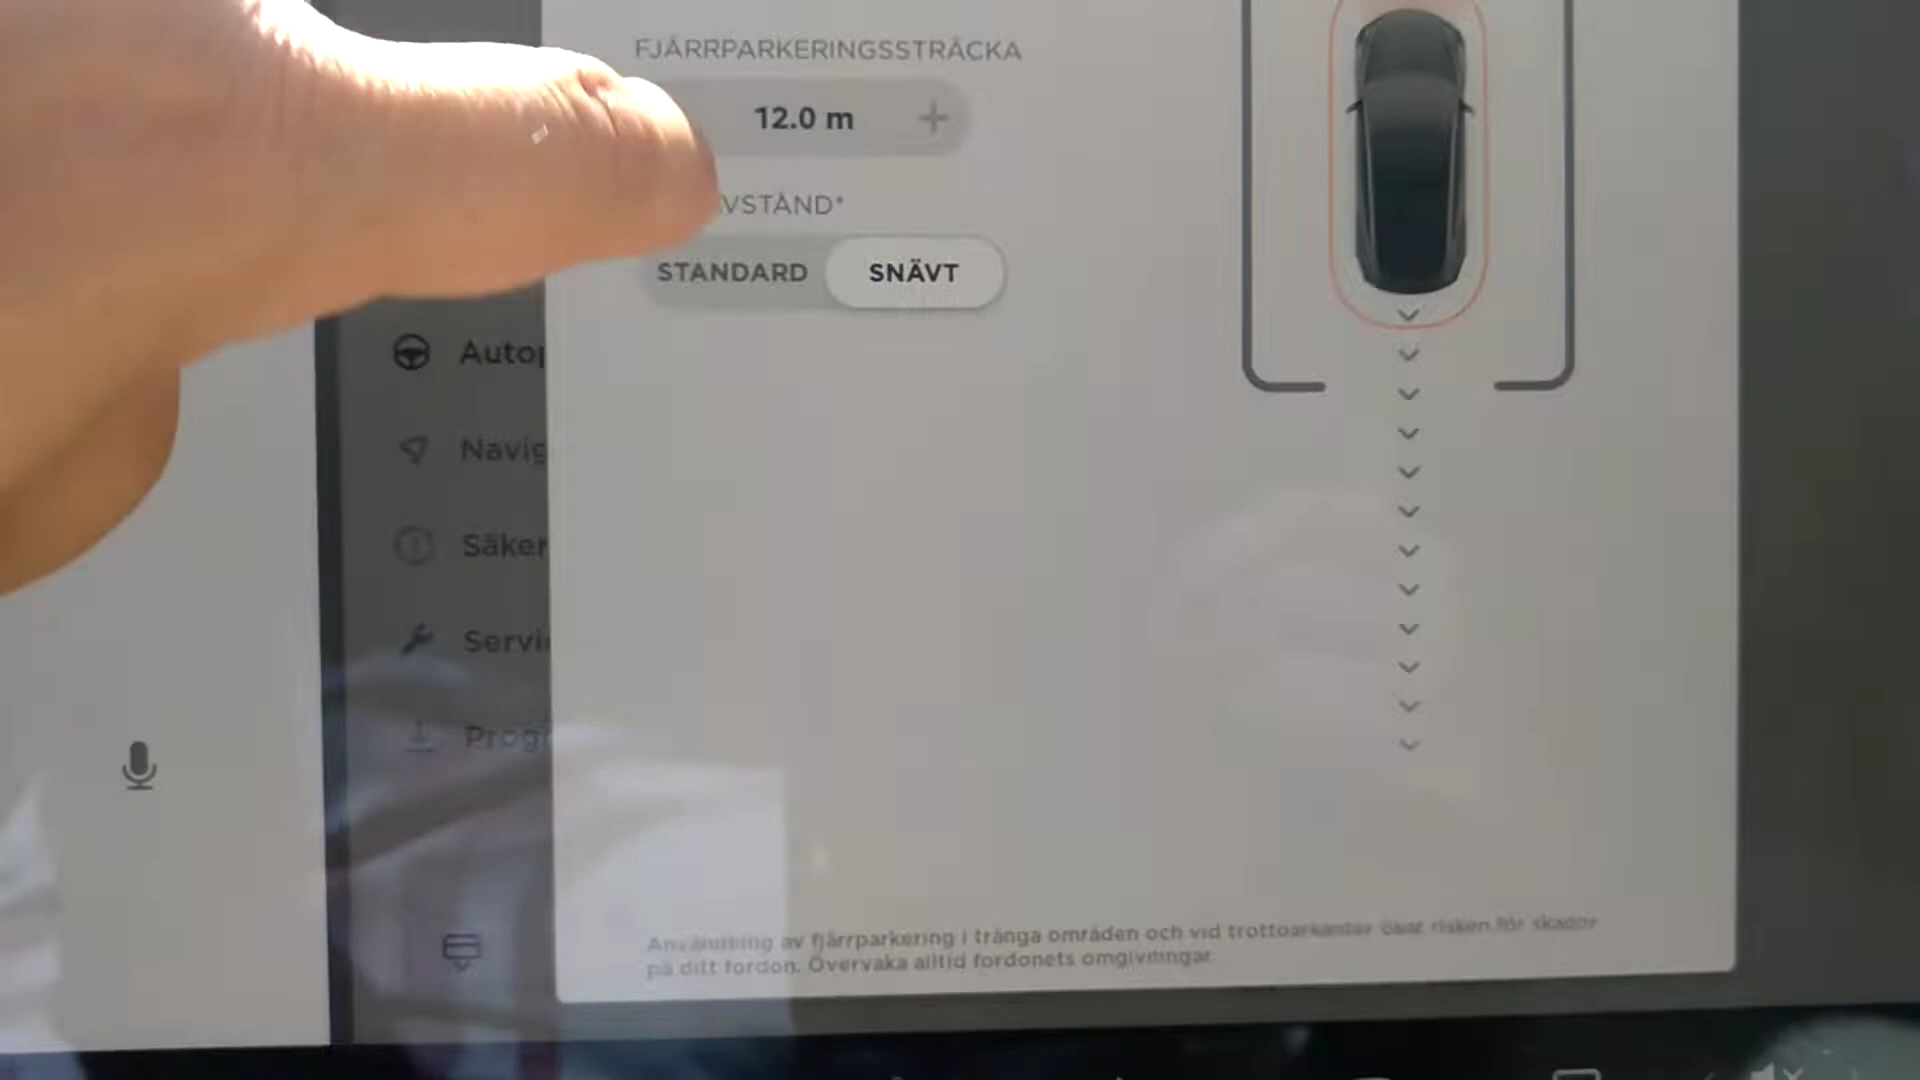 FJÄRRPARKERINGSSTRÄCKA
12.0 m +
VSTÅND*
STANDARD SNÄVT
Autop
Navig
Säker
Servi
Progr
Användning av fjärrparkering i trånga områden och vid trottoarkanter ökar risken för skador
på ditt fordon. Övervaka alltid fordonets omgivningar